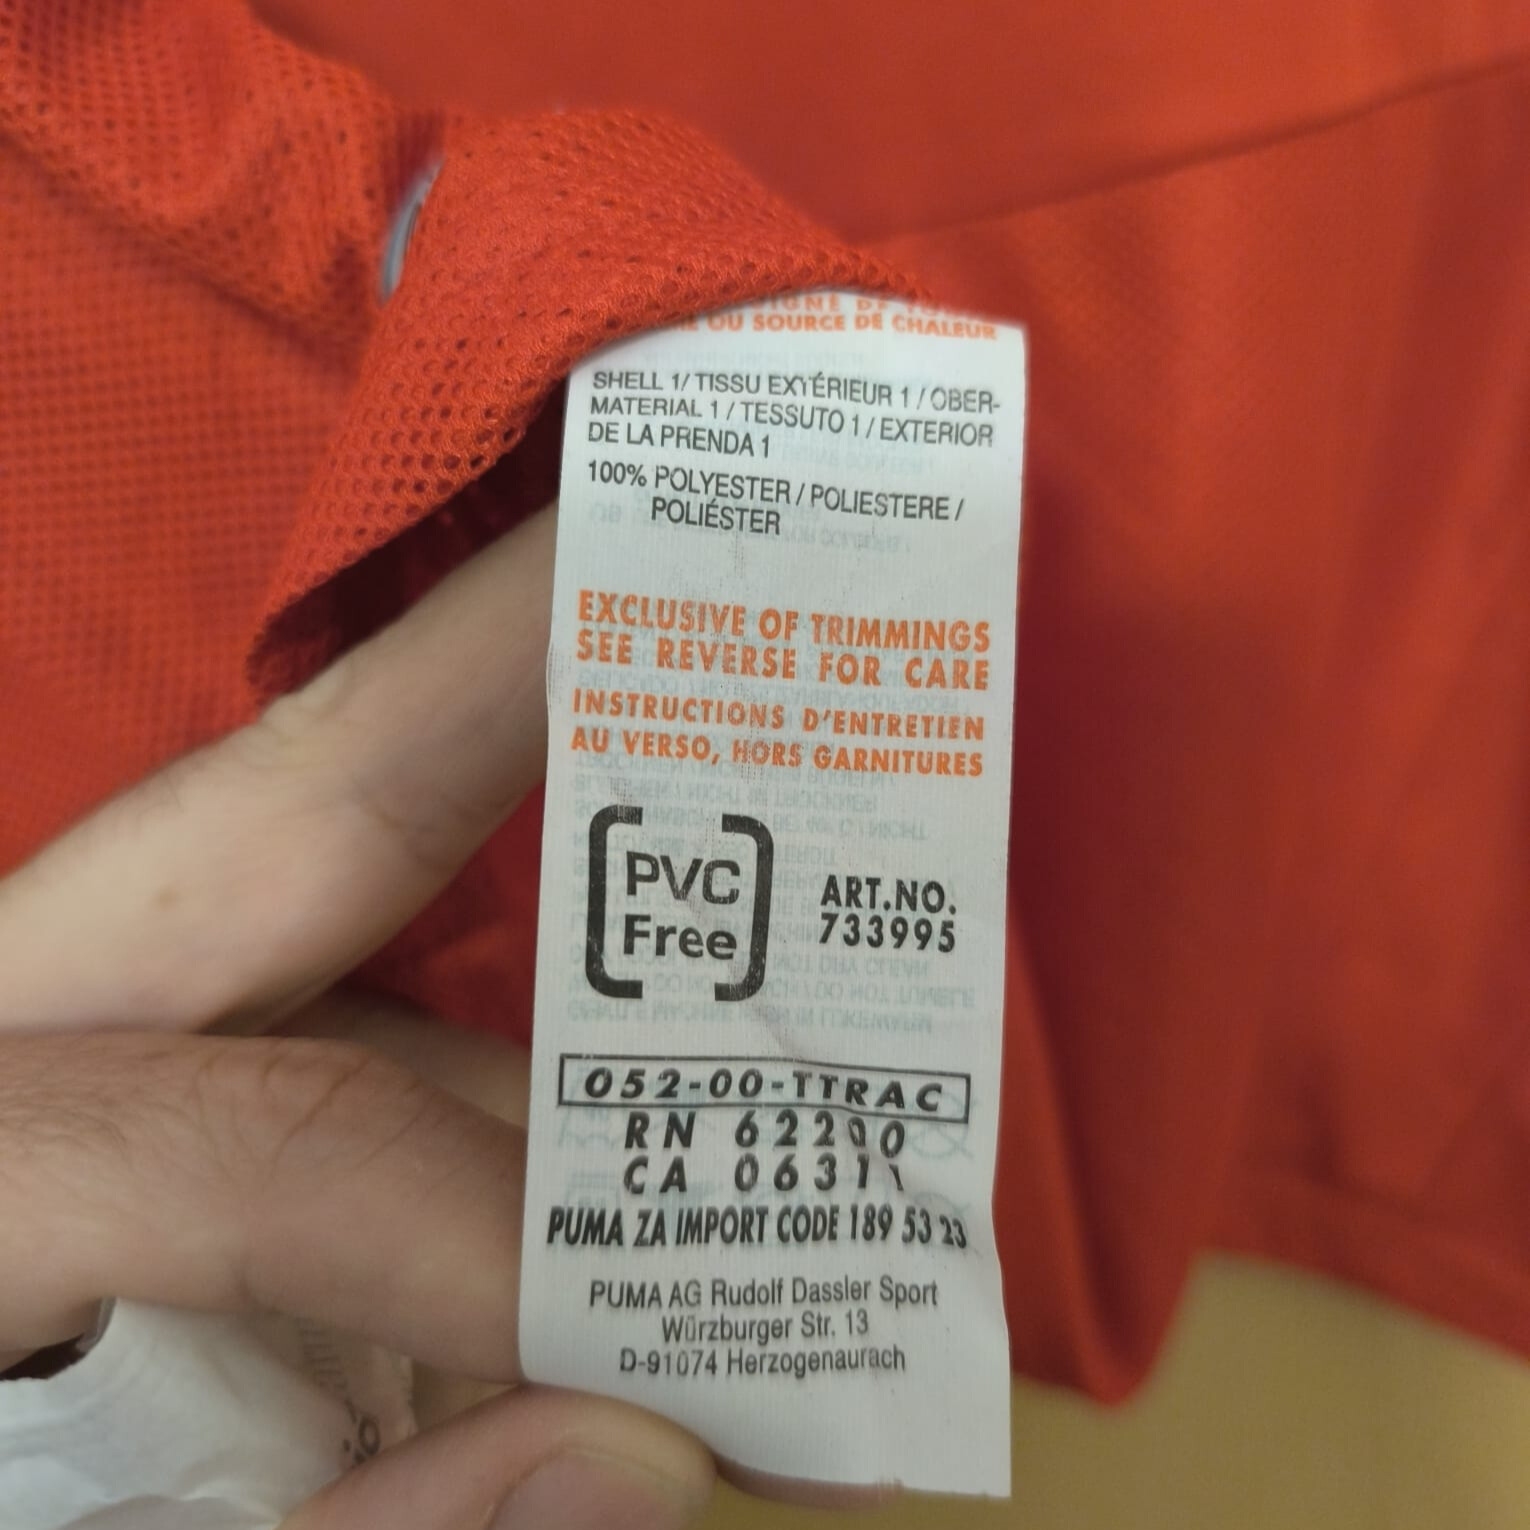 OU SOURCE DE CHALEUR
SHELL 1/ TISSU EXTÉRIEUR 1 / OBER-
MATERIAL 1 / TESSUTO 1 / EXTERIOR
DE LA PRENDA 1
100% POLYESTER / POLIESTERE /
POLIÉSTER
EXCLUSIVE OF TRIMMINGS
SEE REVERSE FOR CARE
INSTRUCTIONS D'ENTRETIEN
AU VERSO, HORS GARNITURES
PVC
Free
ART.NO.
733995
052-00-TTRAC
RN 62200
CA 06311
PUMA ZA IMPORT CODE 189 53 23
PUMA AG Rudolf Dassler Sport
Würzburger Str. 13
D-91074 Herzogenaurach